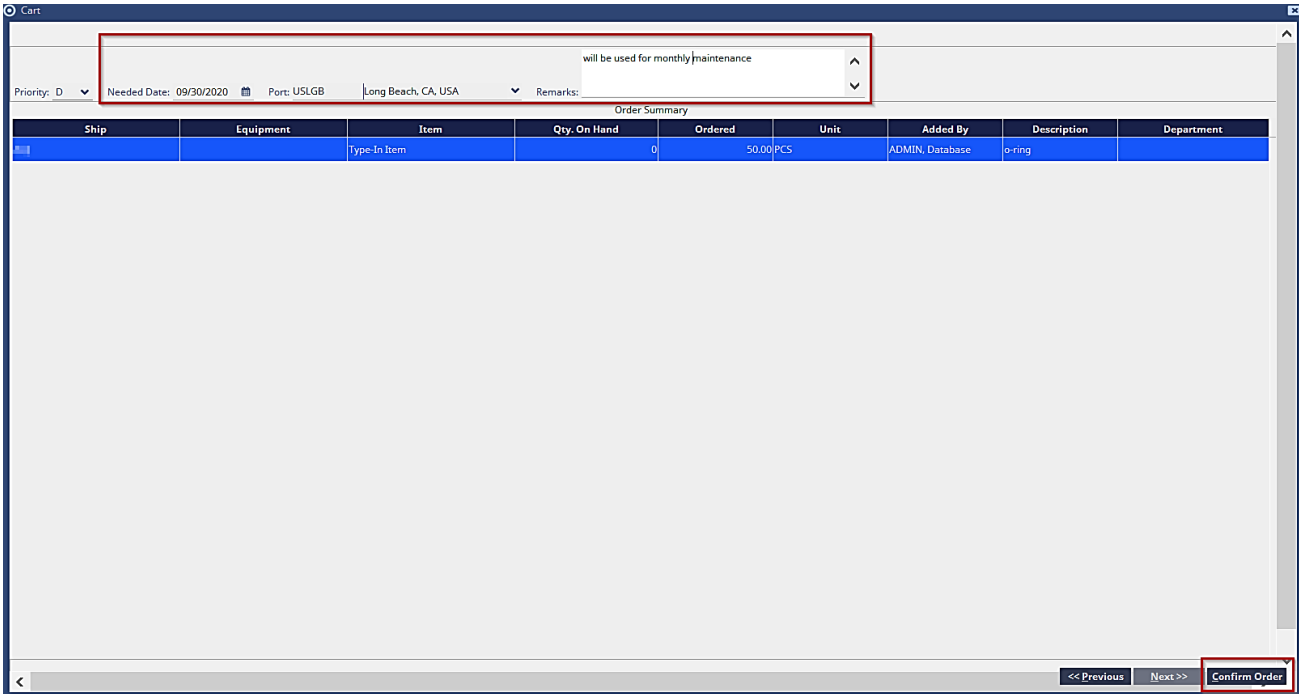 Cart
will be used for monthly maintenance
Priority: D Needed Date: 09/30/2020 Port: USLGB Long Beach, CA, USA Remarks:
Order Summary
Ship Equipment Item Qty. On Hand Ordered Unit Added By Description Department
Type-In Item 0 50.00 PCS ADMIN, Database o-ring
<< Previous Next >> Confirm Order